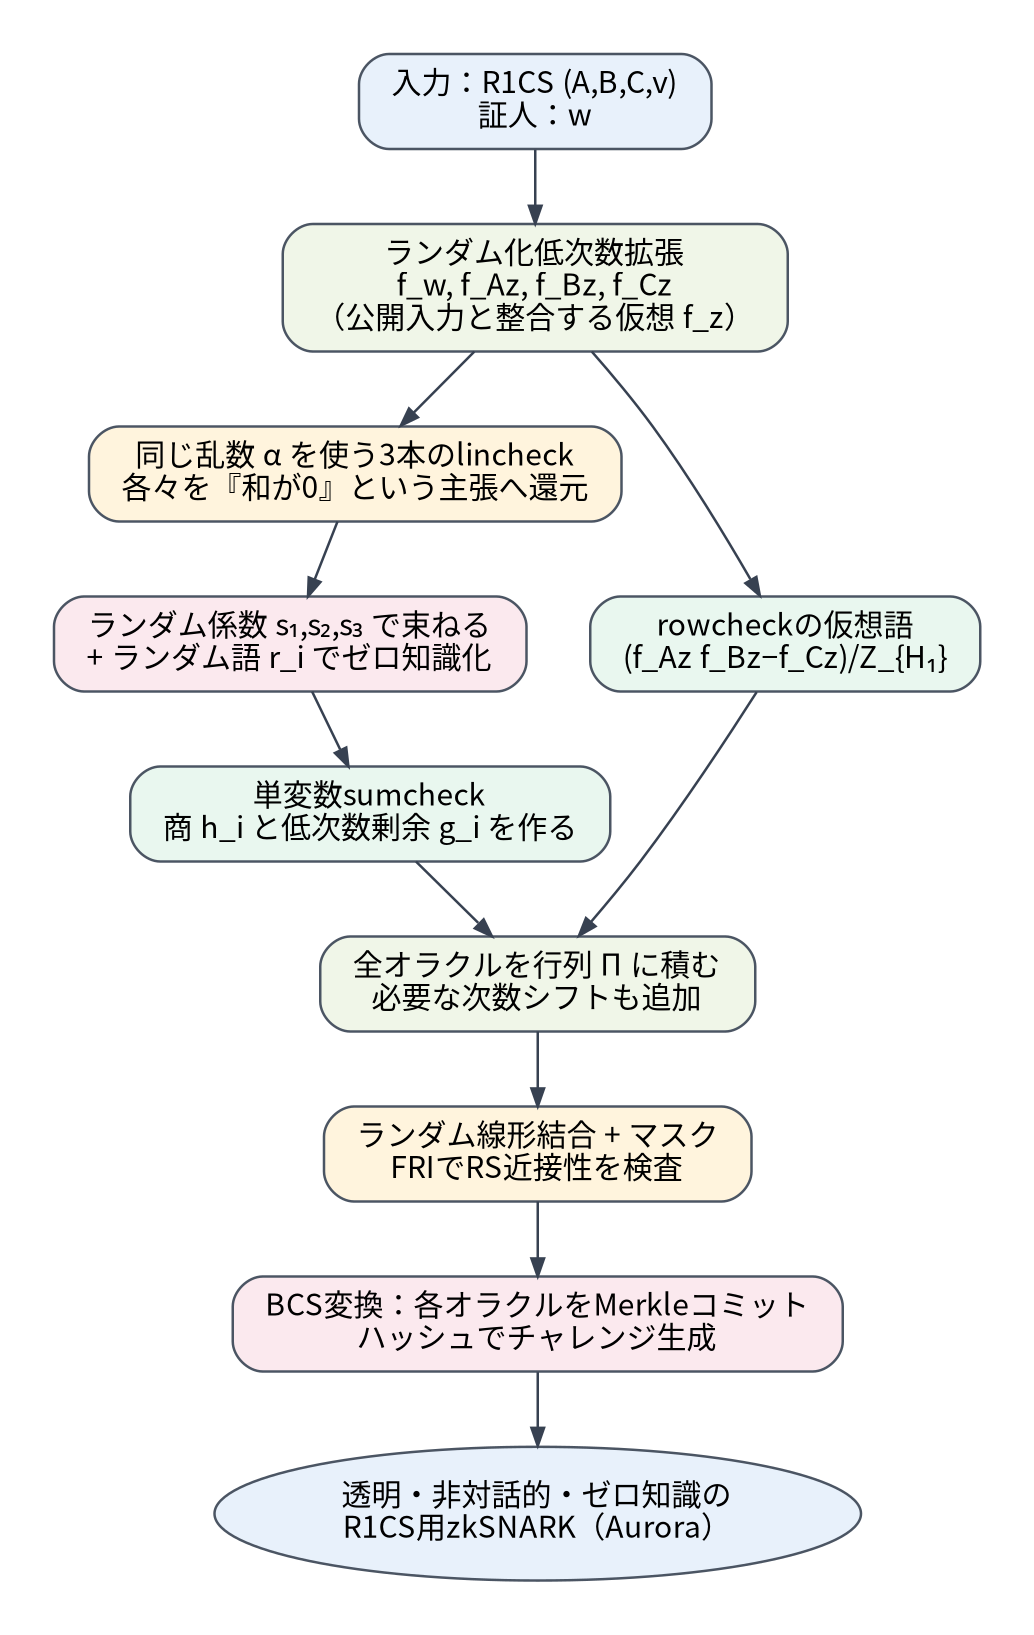 入力：R1CS (A,B,C,v)
証人：w
ランダム化低次数拡張
f_w, f_Az, f_Bz, f_Cz
（公開入力と整合する仮想 f_z）
同じ乱数 α を使う3本のlincheck
各々を『和が0』という主張へ還元
ランダム係数 s₁,s₂,s₃ で束ねる
+ ランダム語 r_i でゼロ知識化
rowcheckの仮想語
(f_Az f_Bz−f_Cz)/Z_{H₁}
単変数sumcheck
商 h_i と低次数剰余 g_i を作る
全オラクルを行列 Π に積む
必要な次数シフトも追加
ランダム線形結合 + マスク
FRIでRS近接性を検査
BCS変換：各オラクルをMerkleコミット
ハッシュでチャレンジ生成
透明・非対話的・ゼロ知識の
R1CS用zkSNARK（Aurora）